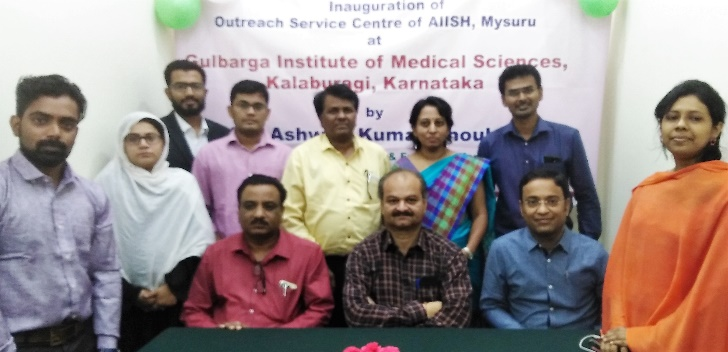 Inauguration of
Outreach Service Centre of AIISH, Mysuru
at
Gulbarga Institute of Medical Sciences,
Kalaburagi, Karnataka
by
&